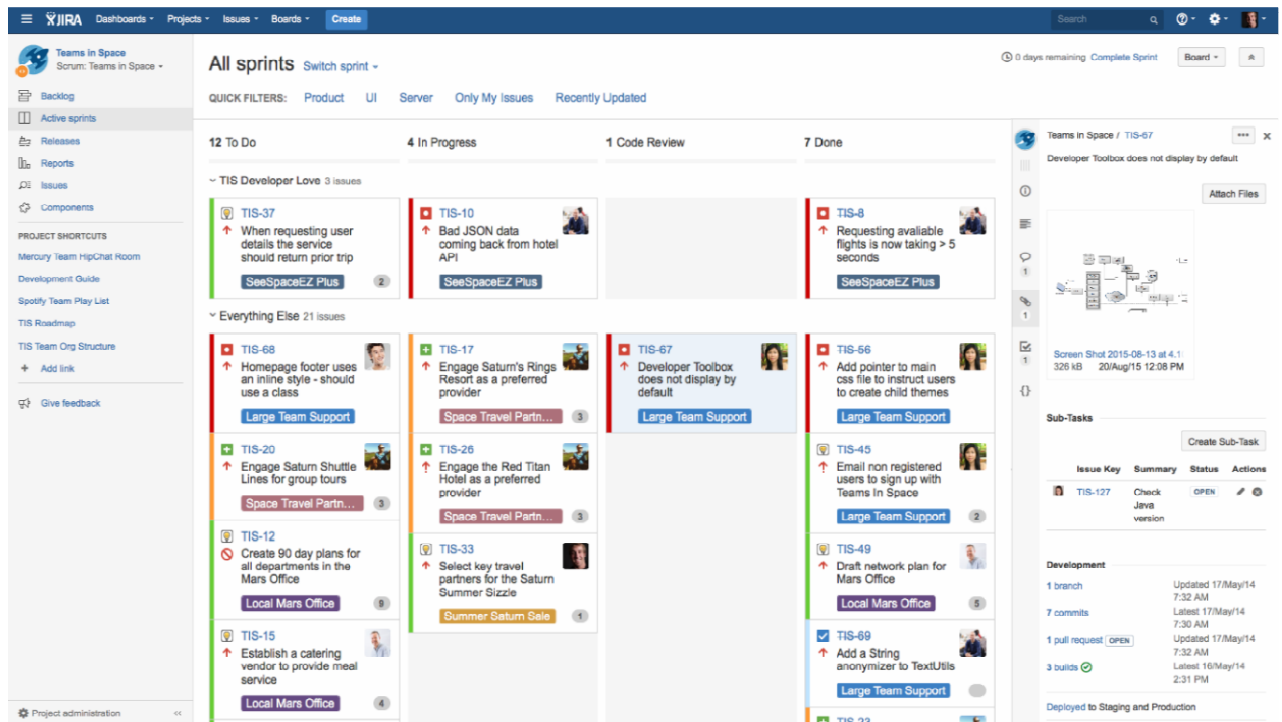 JIRA Dashboards Projects Issues Boards Create Search
Teams in Space
Scrum: Teams in Space
Backlog
Active sprints
Releases
Reports
Issues
Components
PROJECT SHORTCUTS
Mercury Team HipChat Room
Development Guide
Spotify Team Play List
TIS Roadmap
TIS Team Org Structure
+ Add link
Give feedback
Project administration <<
All sprints Switch sprint
0 days remaining Complete Sprint Board
QUICK FILTERS: Product UI Server Only My Issues Recently Updated
12 To Do 4 In Progress 1 Code Review 7 Done
TIS Developer Love 3 issues
TIS-37
When requesting user
details the service
should return prior trip
SeeSpaceEZ Plus 2
TIS-10
Bad JSON data
coming back from hotel
API
SeeSpaceEZ Plus
TIS-8
Requesting avaliable
flights is now taking > 5
seconds
SeeSpaceEZ Plus
Everything Else 21 issues
TIS-68
Homepage footer uses
an inline style - should
use a class
Large Team Support
TIS-20
Engage Saturn Shuttle
Lines for group tours
Space Travel Partn... 3
TIS-12
Create 90 day plans for
all departments in the
Mars Office
Local Mars Office 9
TIS-15
Establish a catering
vendor to provide meal
service
Local Mars Office 4
TIS-17
Engage Saturn's Rings
Resort as a preferred
provider
Space Travel Partn... 3
TIS-26
Engage the Red Titan
Hotel as a preferred
provider
Space Travel Partn... 3
TIS-33
Select key travel
partners for the Saturn
Summer Sizzle
Summer Saturn Sale 1
TIS-67
Developer Toolbox
does not display by
default
Large Team Support
TIS-56
Add pointer to main
css file to instruct users
to create child themes
Large Team Support
TIS-45
Email non registered
users to sign up with
Teams In Space
Large Team Support 2
TIS-49
Draft network plan for
Mars Office
Local Mars Office 5
TIS-69
Add a String
anonymizer to TextUtils
Large Team Support
TIS-23
1
1
1
Teams in Space / TIS-67 ••• x
Developer Toolbox does not display by default
Attach Files
Screen Shot 2015-08-13 at 4.1
326 kB 20/Aug/15 12:08 PM
Sub-Tasks
Create Sub-Task
Issue Key Summary Status Actions
TIS-127 Check OPEN
Java
version
Development
1 branch Updated 17/May/14
7:32 AM
7 commits Latest 17/May/14
7:30 AM
1 pull request OPEN Updated 17/May/14
7:32 AM
3 builds Latest 16/May/14
2:31 PM
Deployed to Staging and Production